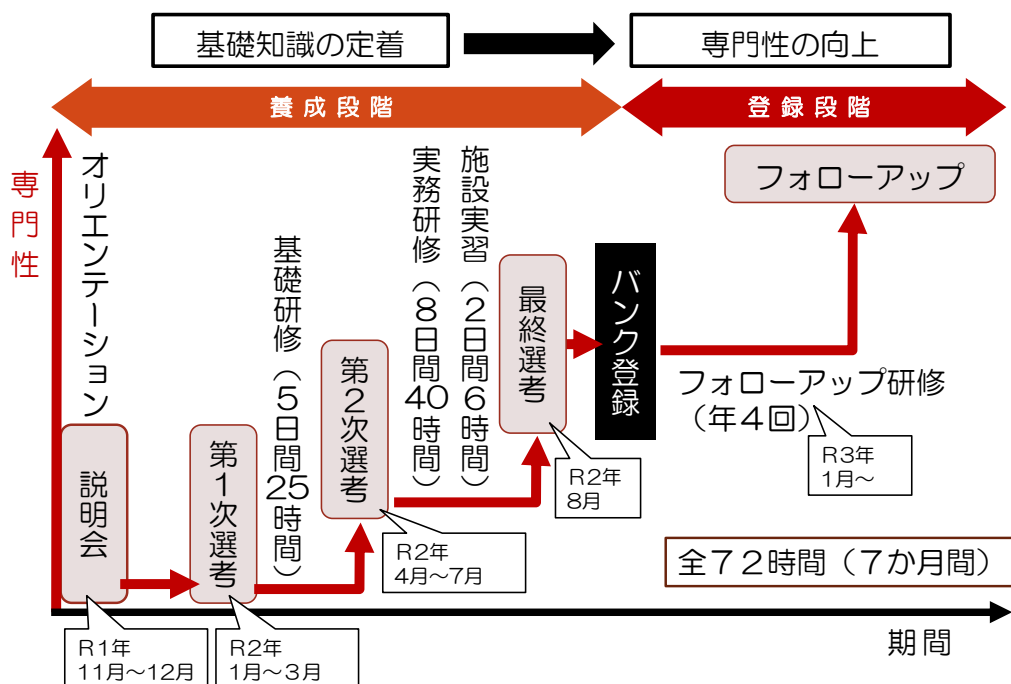 基礎知識の定着
専門性の向上
養成段階
登録段階
専門性
オリエンテーション
説明会
R1年
11月～12月
第１次選考
R2年
1月～３月
基礎研修（５日間25時間）
第２次選考
R2年
4月～7月
実務研修（８日間40時間）
施設実習（２日間６時間）
最終選考
R2年
8月
バンク登録
フォローアップ
フォローアップ研修
（年４回）
R3年
1月～
全７２時間（７か月間）
期間